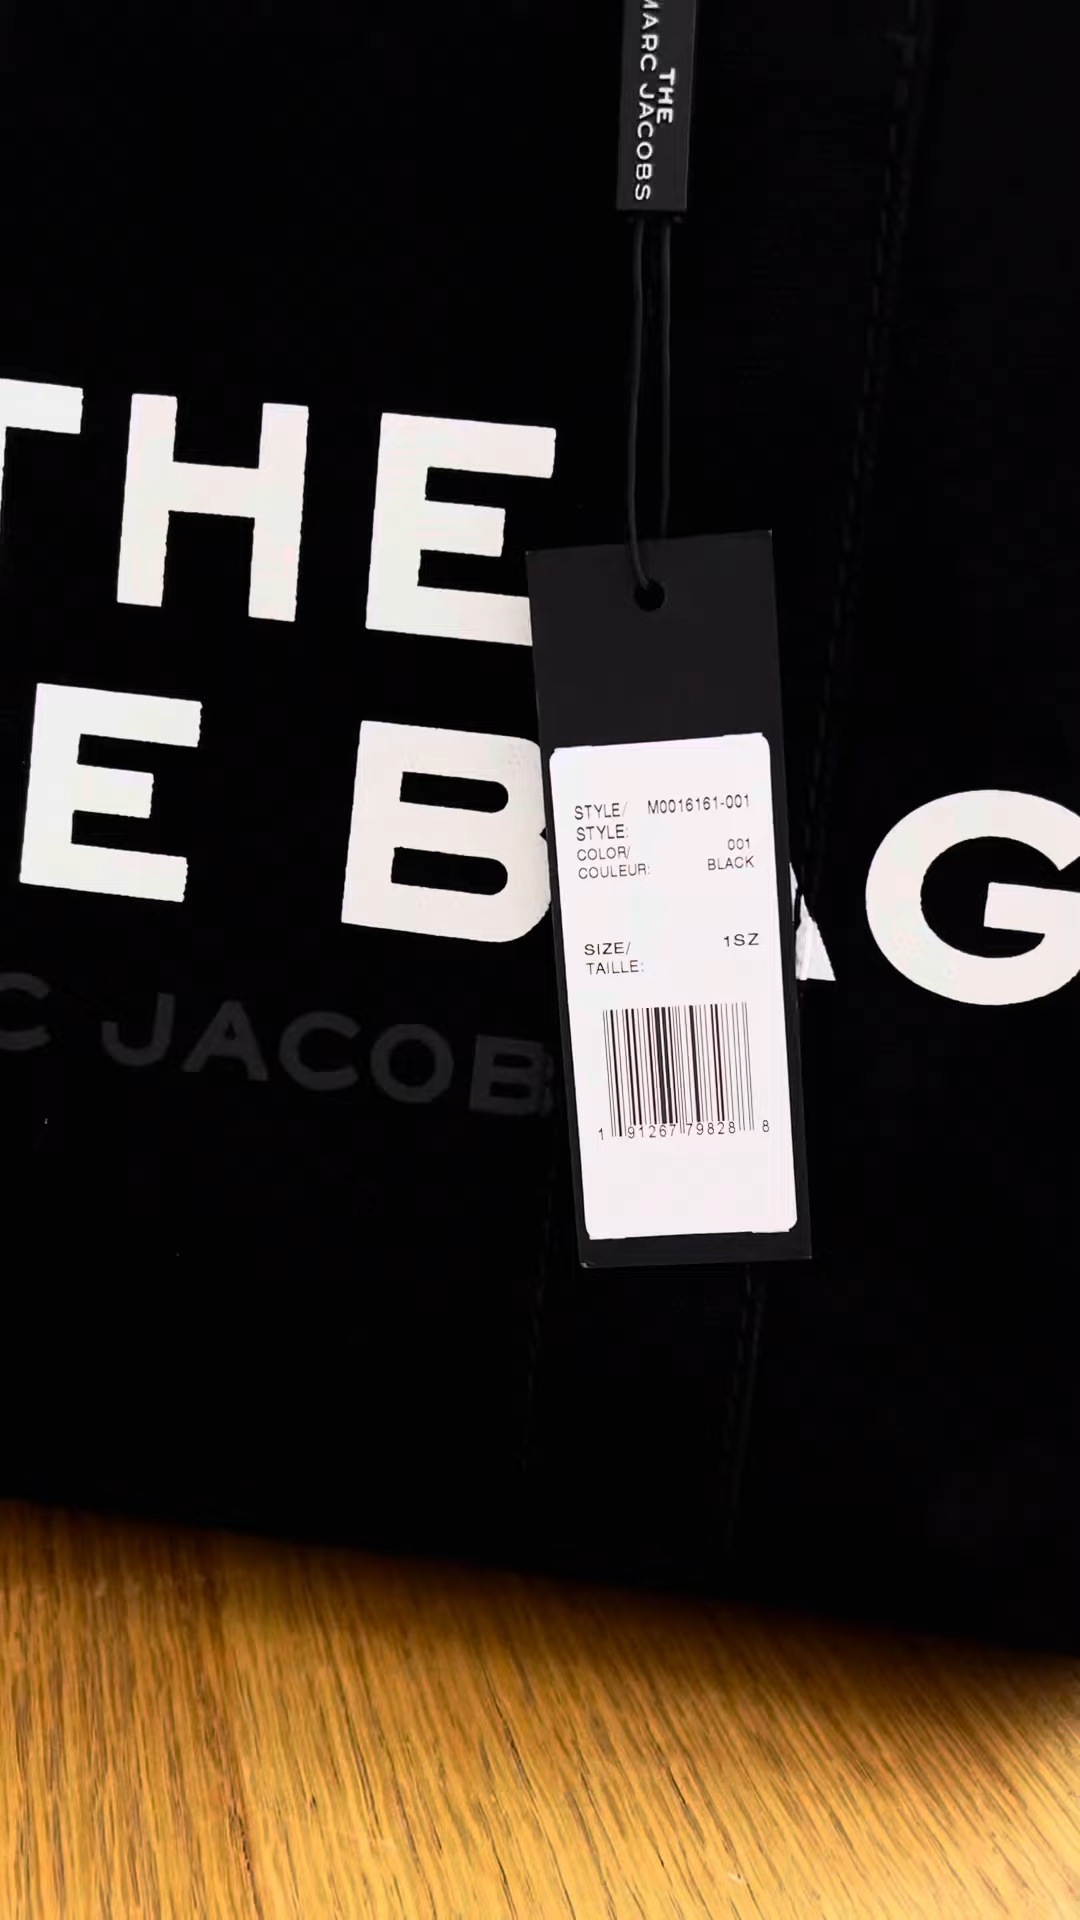 THE
MARC JACOBS
THE
E BAG
C JACOB
STYLE/ M0016161-001
STYLE:
COLOR/ 001
COULEUR: BLACK
SIZE/ 1SZ
TAILLE:
1 91267 79828 8